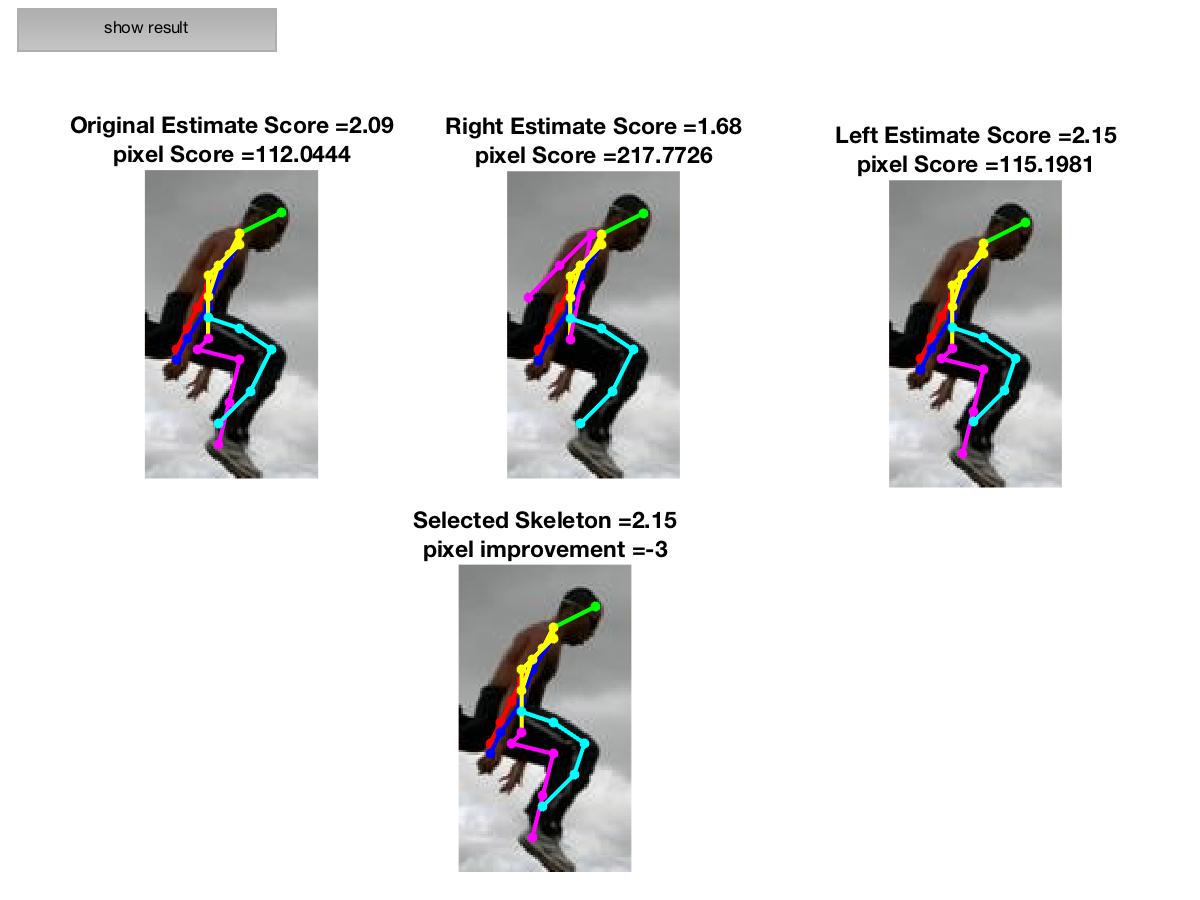 show result
Original Estimate Score =2.09
pixel Score =112.0444
Right Estimate Score =1.68
pixel Score =217.7726
Left Estimate Score =2.15
pixel Score =115.1981
Selected Skeleton =2.15
pixel improvement =-3